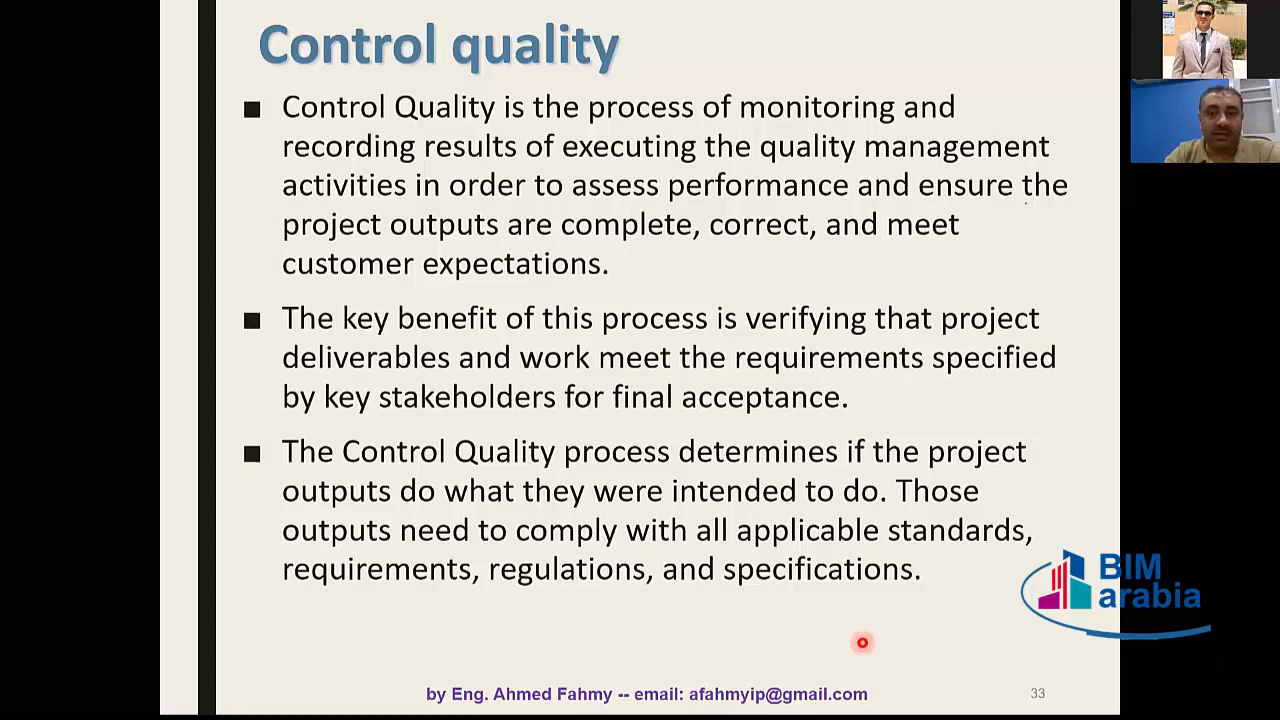 Control quality
■ Control Quality is the process of monitoring and
recording results of executing the quality management
activities in order to assess performance and ensure the
project outputs are complete, correct, and meet
customer expectations.
■ The key benefit of this process is verifying that project
deliverables and work meet the requirements specified
by key stakeholders for final acceptance.
■ The Control Quality process determines if the project
outputs do what they were intended to do. Those
outputs need to comply with all applicable standards,
requirements, regulations, and specifications.
BIM
arabia
by Eng. Ahmed Fahmy -- email: afahmyip@gmail.com
33